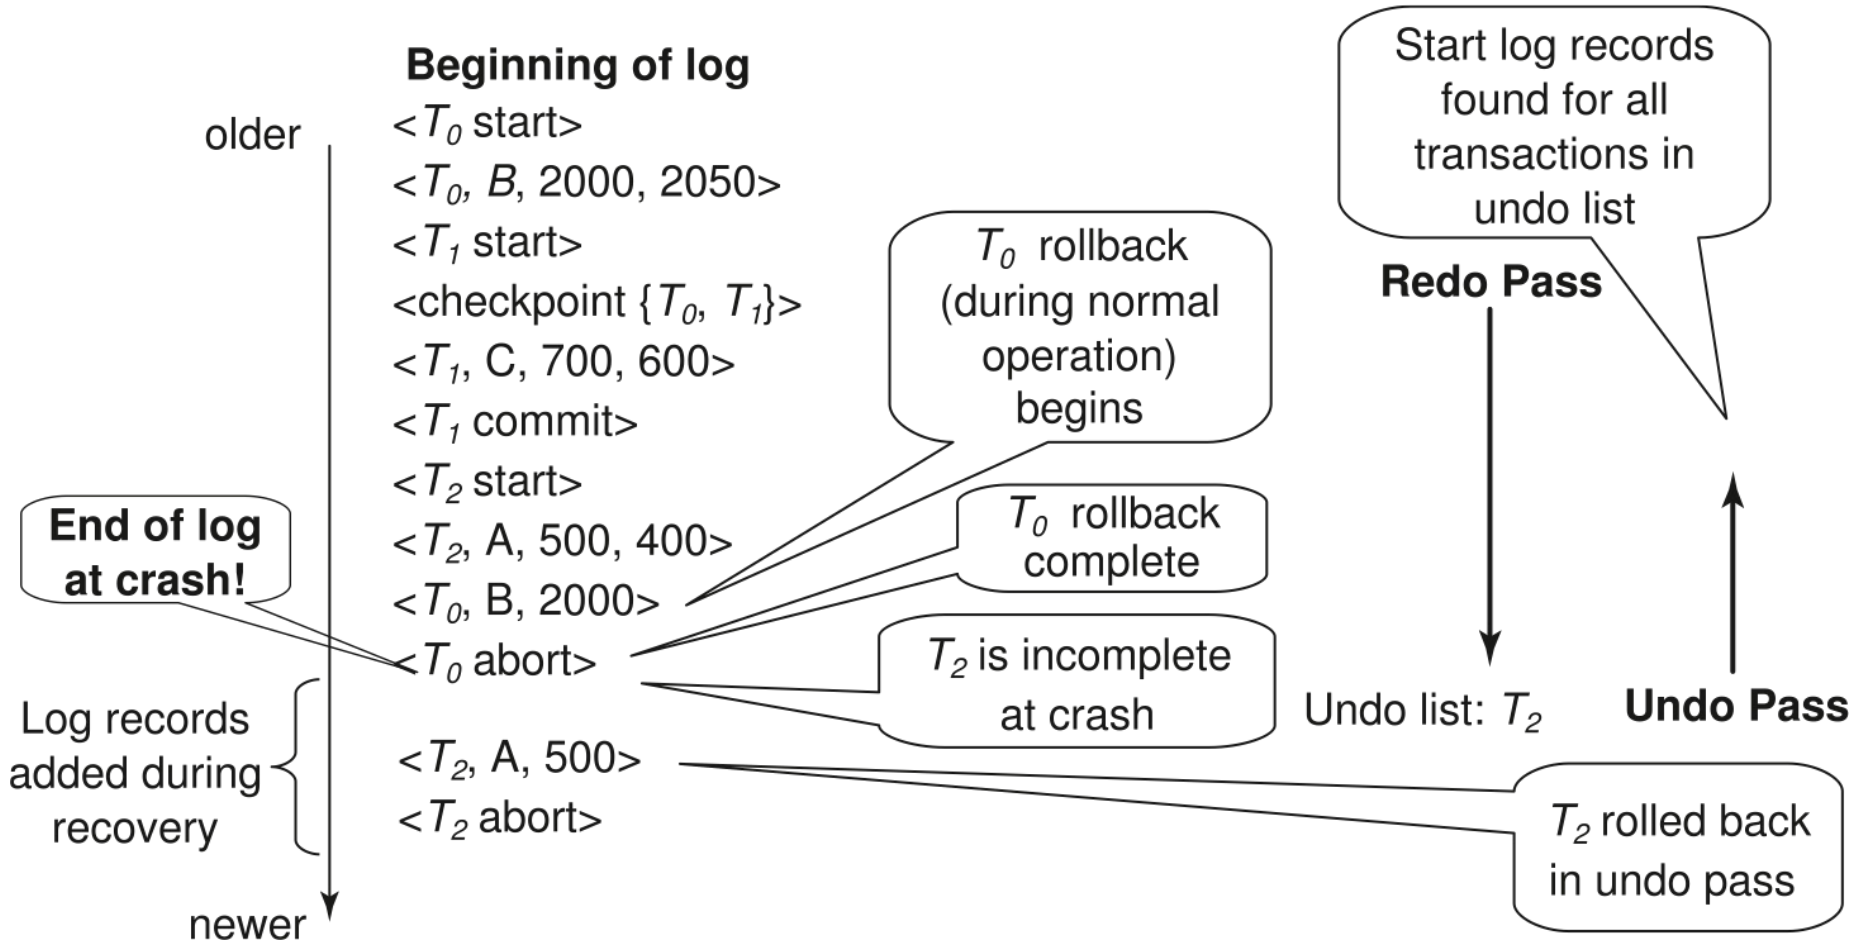 Beginning of log
older
<T₀ start>
<T₀, B, 2000, 2050>
<T₁ start>
<checkpoint {T₀, T₁}>
<T₁, C, 700, 600>
<T₁ commit>
<T₂ start>
<T₂, A, 500, 400>
<T₀, B, 2000>
<T₀ abort>
<T₂, A, 500>
<T₂ abort>
newer
End of log
at crash!
Log records
added during
recovery
T₀ rollback
(during normal
operation)
begins
T₀ rollback
complete
T₂ is incomplete
at crash
Start log records
found for all
transactions in
undo list
Redo Pass
Undo list: T₂
Undo Pass
T₂ rolled back
in undo pass